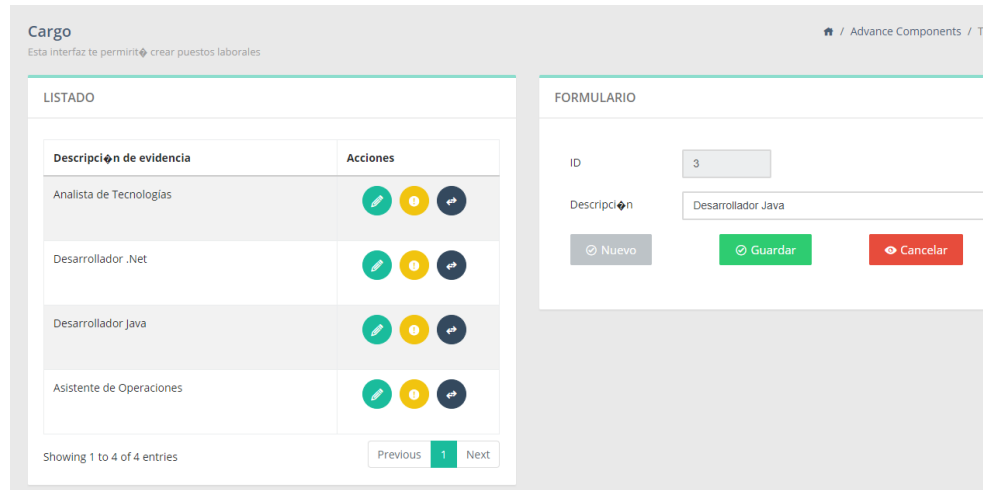 Cargo
/ Advance Components / T
Esta interfaz te permirit� crear puestos laborales
LISTADO
Descripci�n de evidencia Acciones
Analista de Tecnologías
Desarrollador .Net
Desarrollador Java
Asistente de Operaciones
Showing 1 to 4 of 4 entries
Previous 1 Next
FORMULARIO
ID 3
Descripci�n Desarrollador Java
Nuevo Guardar Cancelar